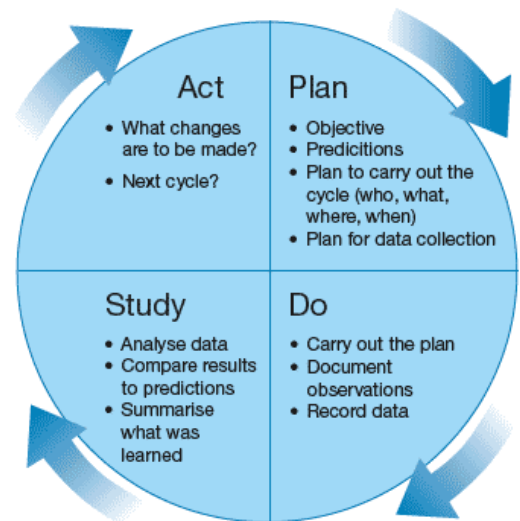 Act
• What changes
are to be made?
• Next cycle?
Plan
• Objective
• Predicitions
• Plan to carry out the
cycle (who, what,
where, when)
• Plan for data collection
Study
• Analyse data
• Compare results
to predictions
• Summarise
what was
learned
Do
• Carry out the plan
• Document
observations
• Record data